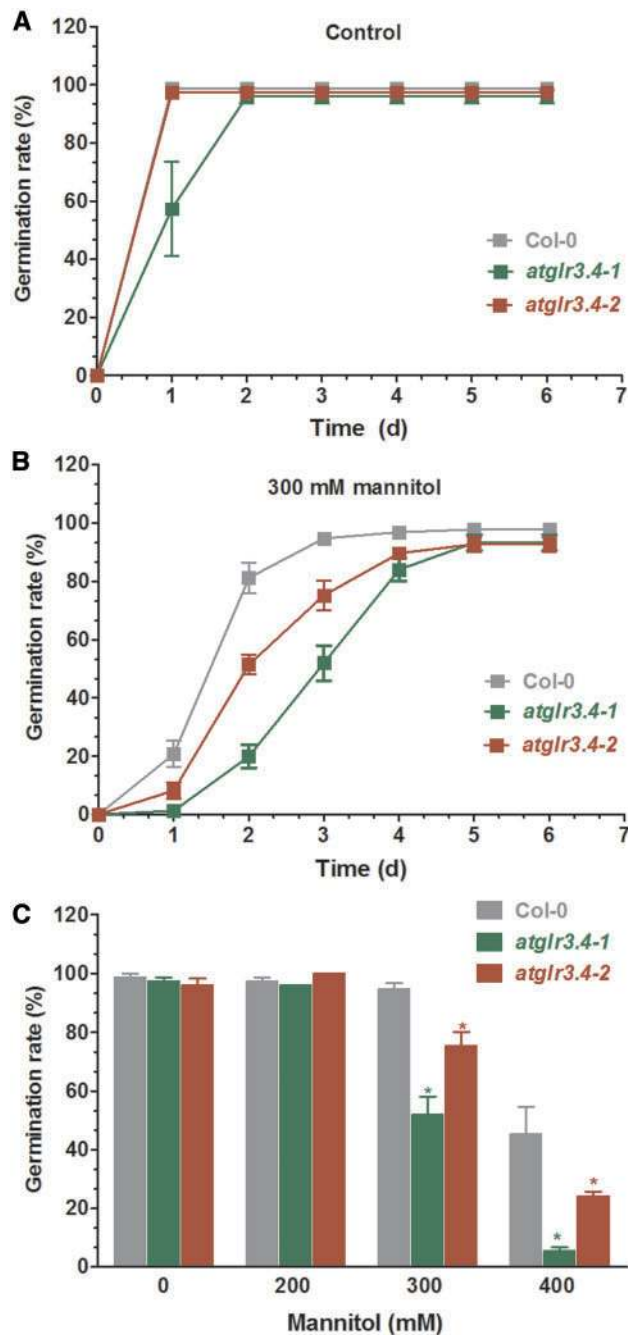 A
Control
Germination rate (%)
120
100
80
60
40
20
0
Col-0
atglr3.4-1
atglr3.4-2
0 1 2 3 4 5 6 7
Time (d)
B
300 mM mannitol
Germination rate (%)
120
100
80
60
40
20
0
Col-0
atglr3.4-1
atglr3.4-2
0 1 2 3 4 5 6 7
Time (d)
C
Germination rate (%)
120
100
80
60
40
20
0
Col-0
atglr3.4-1
atglr3.4-2
* *
* *
0 200 300 400
Mannitol (mM)